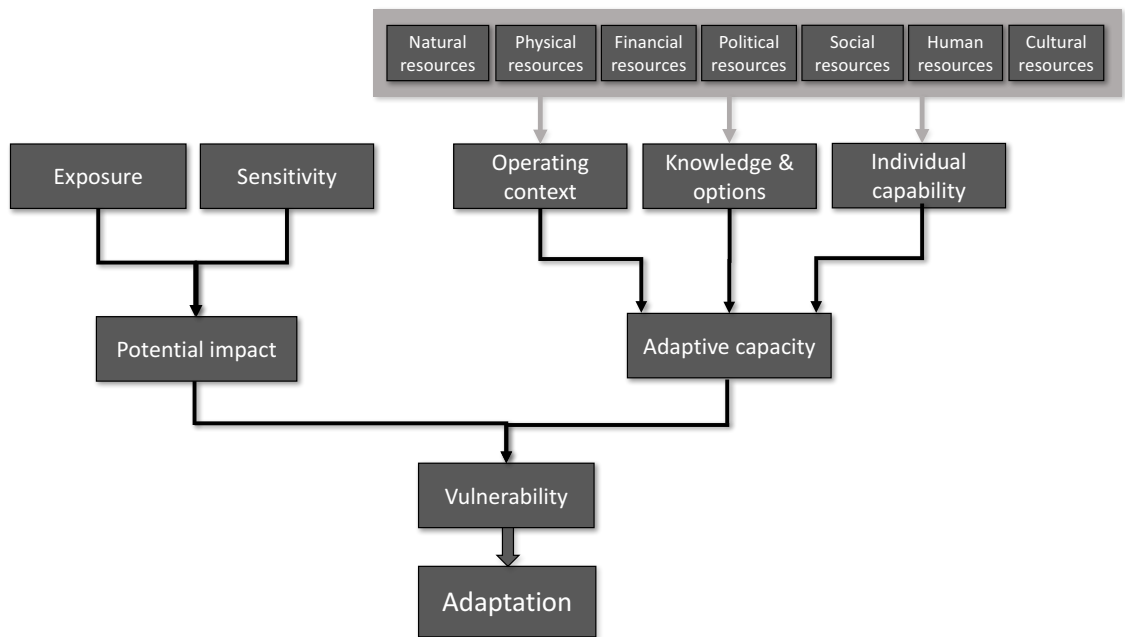 Natural
resources
Physical
resources
Financial
resources
Political
resources
Social
resources
Human
resources
Cultural
resources
Exposure
Sensitivity
Operating
context
Knowledge &
options
Individual
capability
Potential impact
Adaptive capacity
Vulnerability
Adaptation